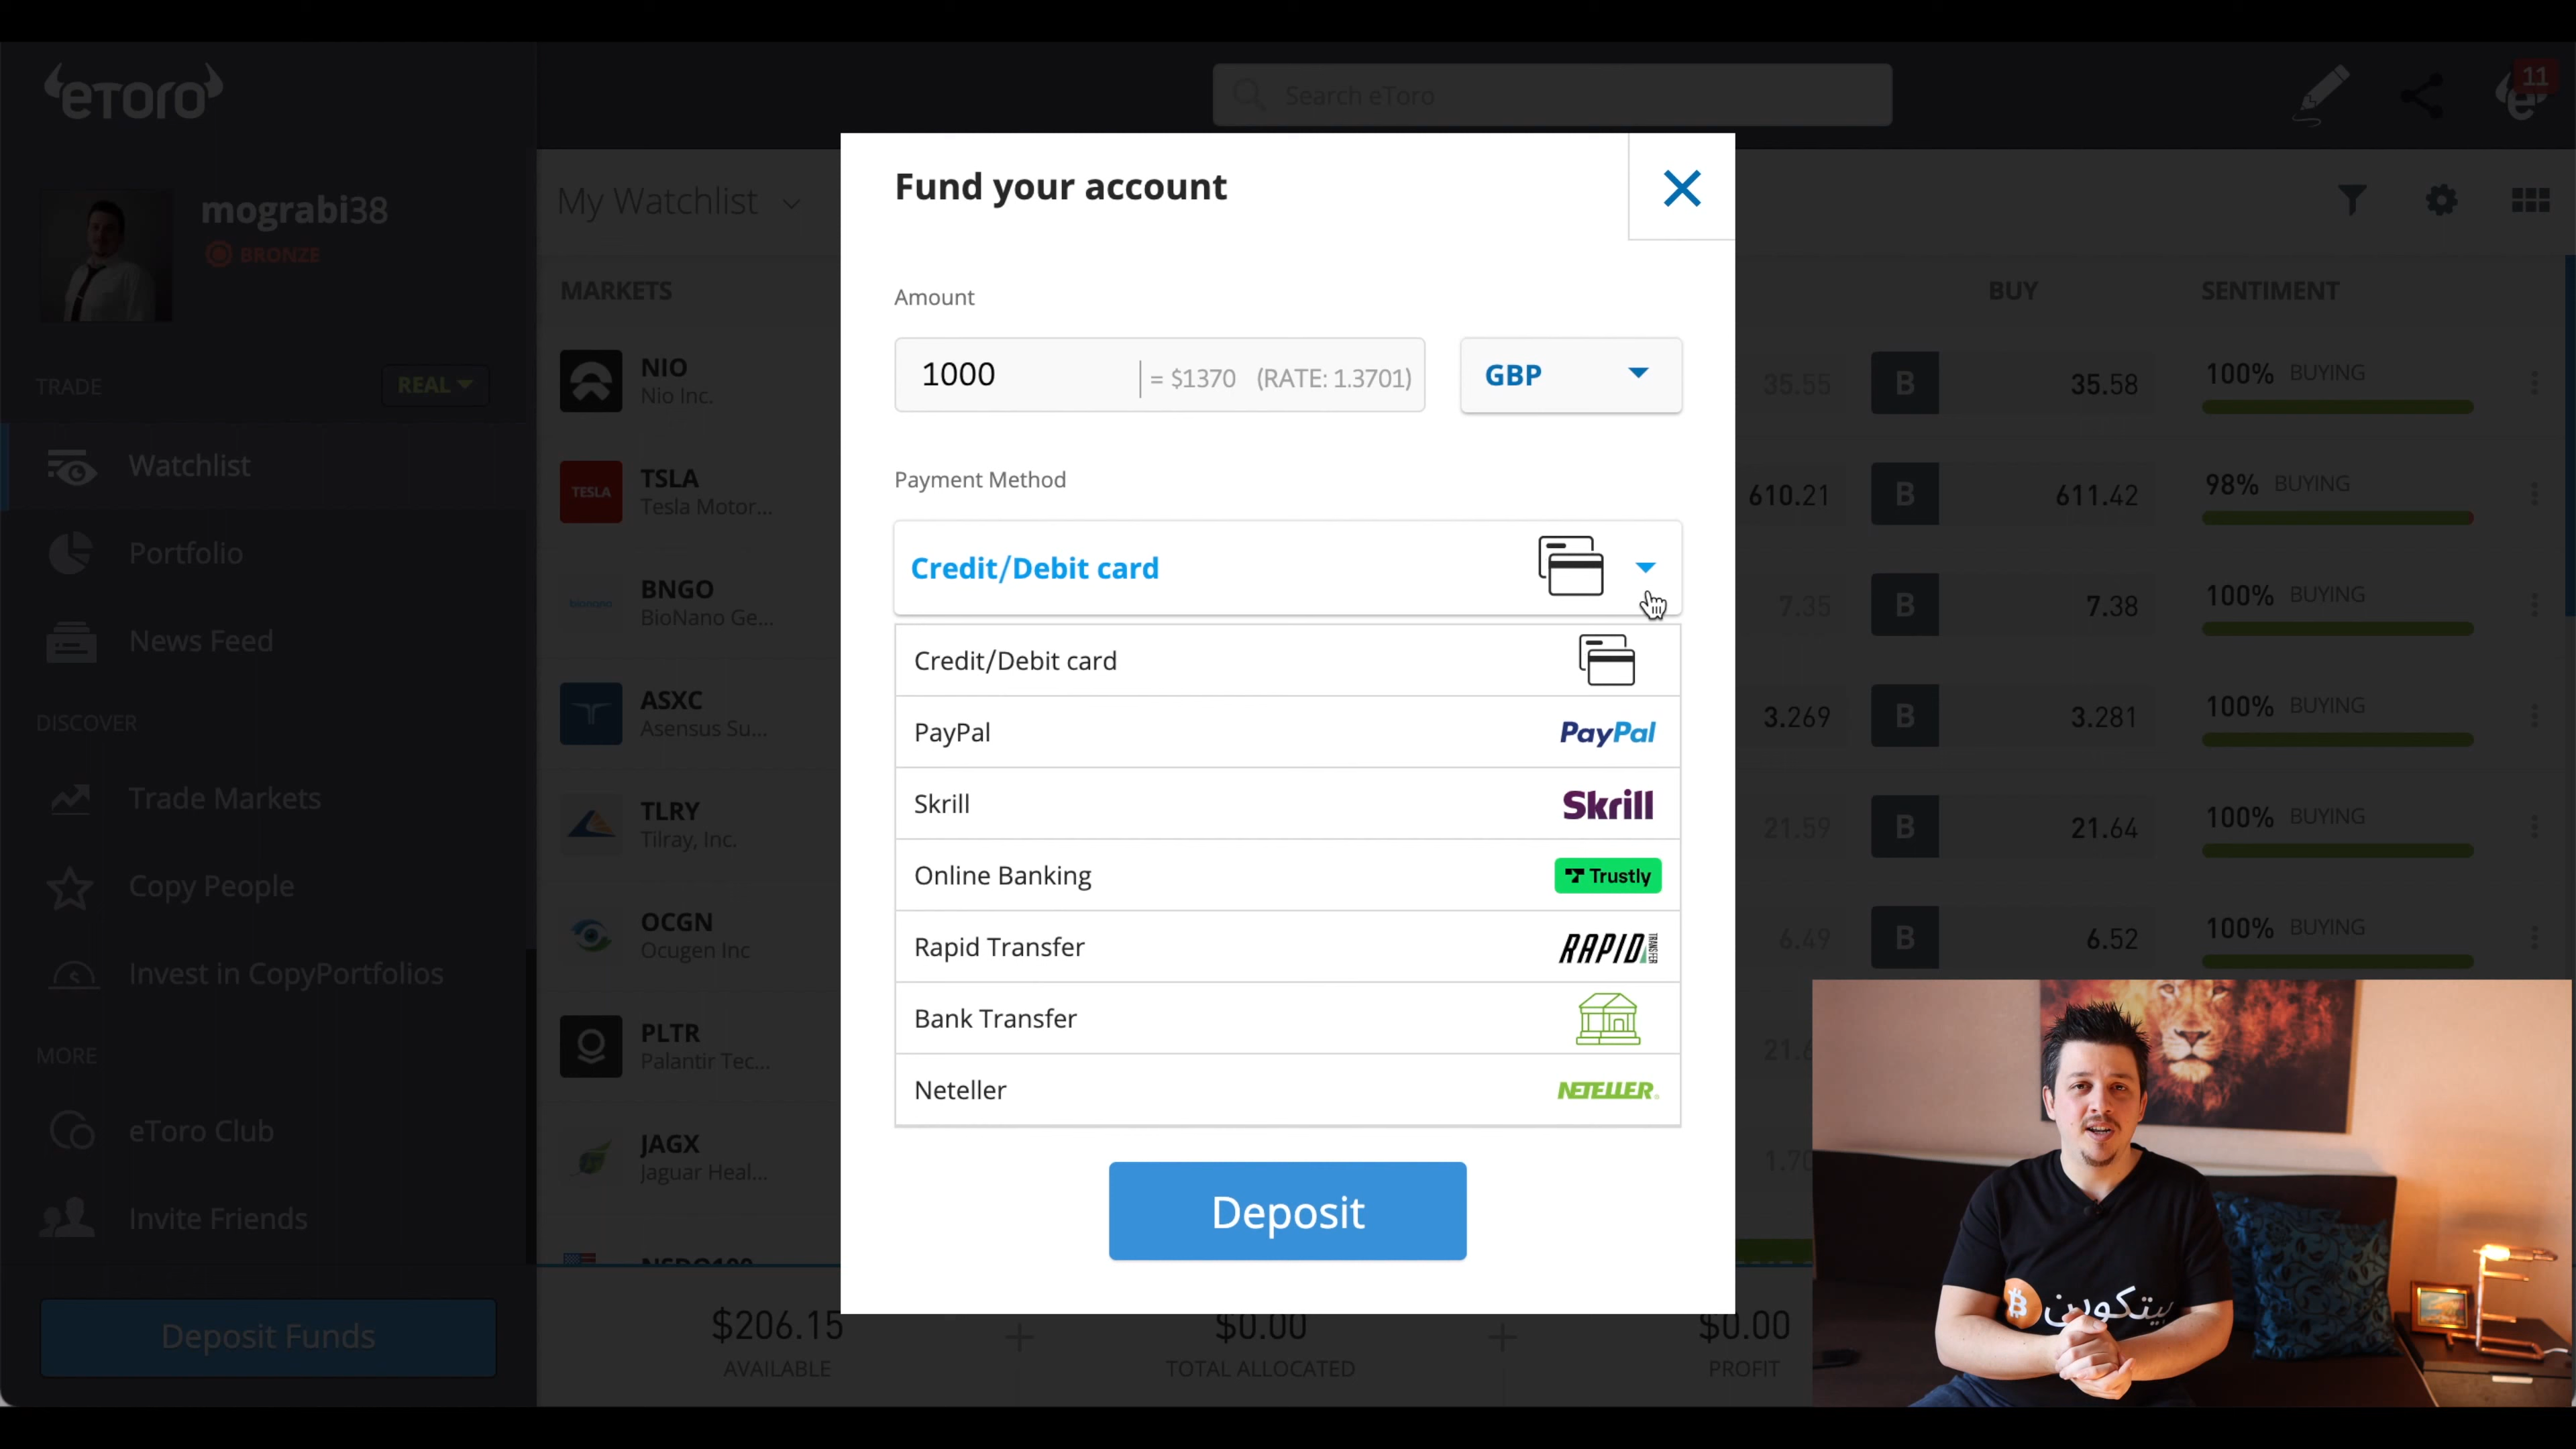 eToro
Search eToro
11
mograbi38
BRONZE
TRADE
REAL
Watchlist
Portfolio
News Feed
DISCOVER
Trade Markets
Copy People
Invest in CopyPortfolios
MORE
eToro Club
Invite Friends
Deposit Funds
My Watchlist
MARKETS
BUY
SENTIMENT
NIO
Nio Inc.
35.55
B
35.58
100% BUYING
TESLA
TSLA
Tesla Motor...
610.21
B
611.42
98% BUYING
BNGO
BioNano Ge...
7.35
B
7.38
100% BUYING
ASXC
Asensus Su...
3.269
B
3.281
100% BUYING
TLRY
Tilray, Inc.
21.59
B
21.64
100% BUYING
OCGN
Ocugen Inc
6.49
B
6.52
100% BUYING
PLTR
Palantir Tec...
JAGX
Jaguar Heal...
NSDQ100
Fund your account
Amount
1000
= $1370 (RATE: 1.3701)
GBP
Payment Method
Credit/Debit card
Credit/Debit card
PayPal
PayPal
Skrill
Skrill
Online Banking
Trustly
Rapid Transfer
RAPID TRANSFER
Bank Transfer
Neteller
NETELLER
Deposit
$206.15
AVAILABLE
+
$0.00
TOTAL ALLOCATED
+
$0.00
PROFIT
بيتكوين